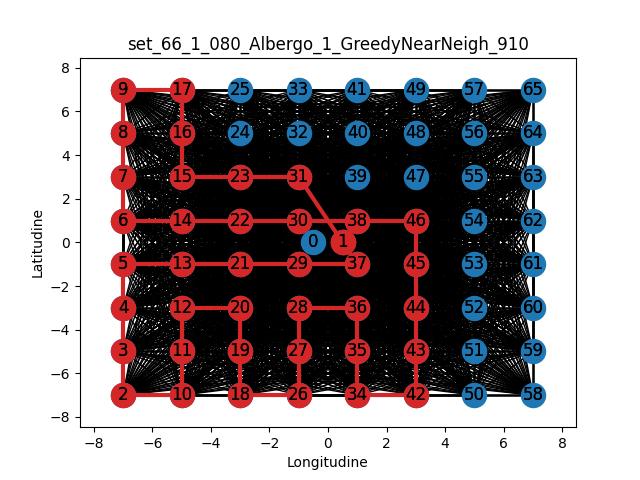 set_66_1_080_Albergo_1_GreedyNearNeigh_910
8
9 17 25 33 41 49 57 65
6
8 16 24 32 40 48 56 64
4
7 15 23 31 39 47 55 63
2
6 14 22 30 38 46 54 62
0
0 1
5 13 21 29 37 45 53 61
−2
4 12 20 28 36 44 52 60
−4
3 11 19 27 35 43 51 59
−6
2 10 18 26 34 42 50 58
−8
Latitudine
−8 −6 −4 −2 0 2 4 6 8
Longitudine